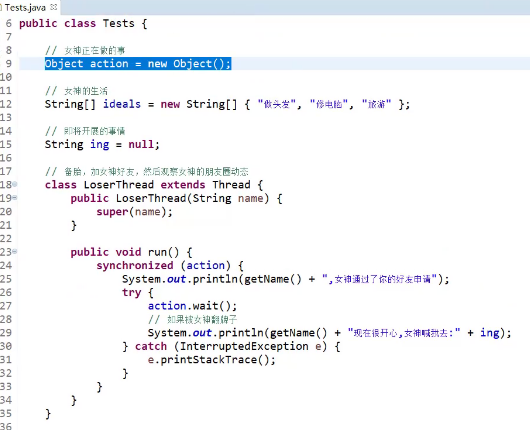 Tests.java
6 public class Tests {
7
8 // 女神正在做的事
9 Object action = new Object();
10
11 // 女神的生活
12 String[] ideals = new String[] { "做头发", "修电脑", "旅游" };
13
14 // 即将开展的事情
15 String ing = null;
16
17 // 备胎，加女神好友，然后观察女神的朋友圈动态
18 class LoserThread extends Thread {
19 public LoserThread(String name) {
20 super(name);
21 }
22
23 public void run() {
24 synchronized (action) {
25 System.out.println(getName() + ",女神通过了你的好友申请");
26 try {
27 action.wait();
28 // 如果被女神翻牌子
29 System.out.println(getName() + "现在很开心,女神喊我去:" + ing);
30 } catch (InterruptedException e) {
31 e.printStackTrace();
32 }
33 }
34 }
35 }
36